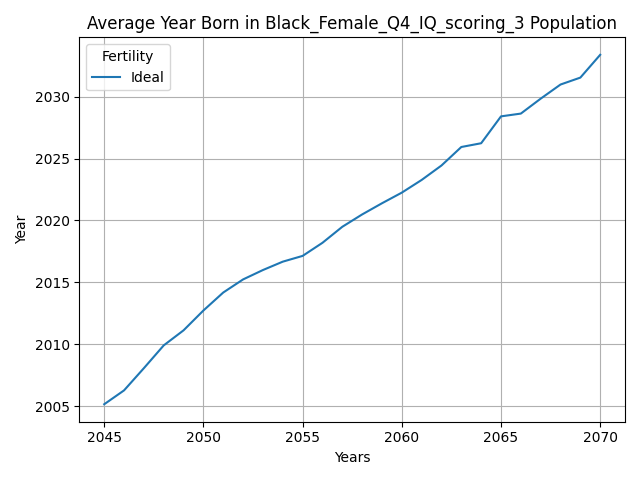 Average Year Born in Black_Female_Q4_IQ_scoring_3 Population
Fertility
Ideal
Year
2030
2025
2020
2015
2010
2005
2045 2050 2055 2060 2065 2070
Years